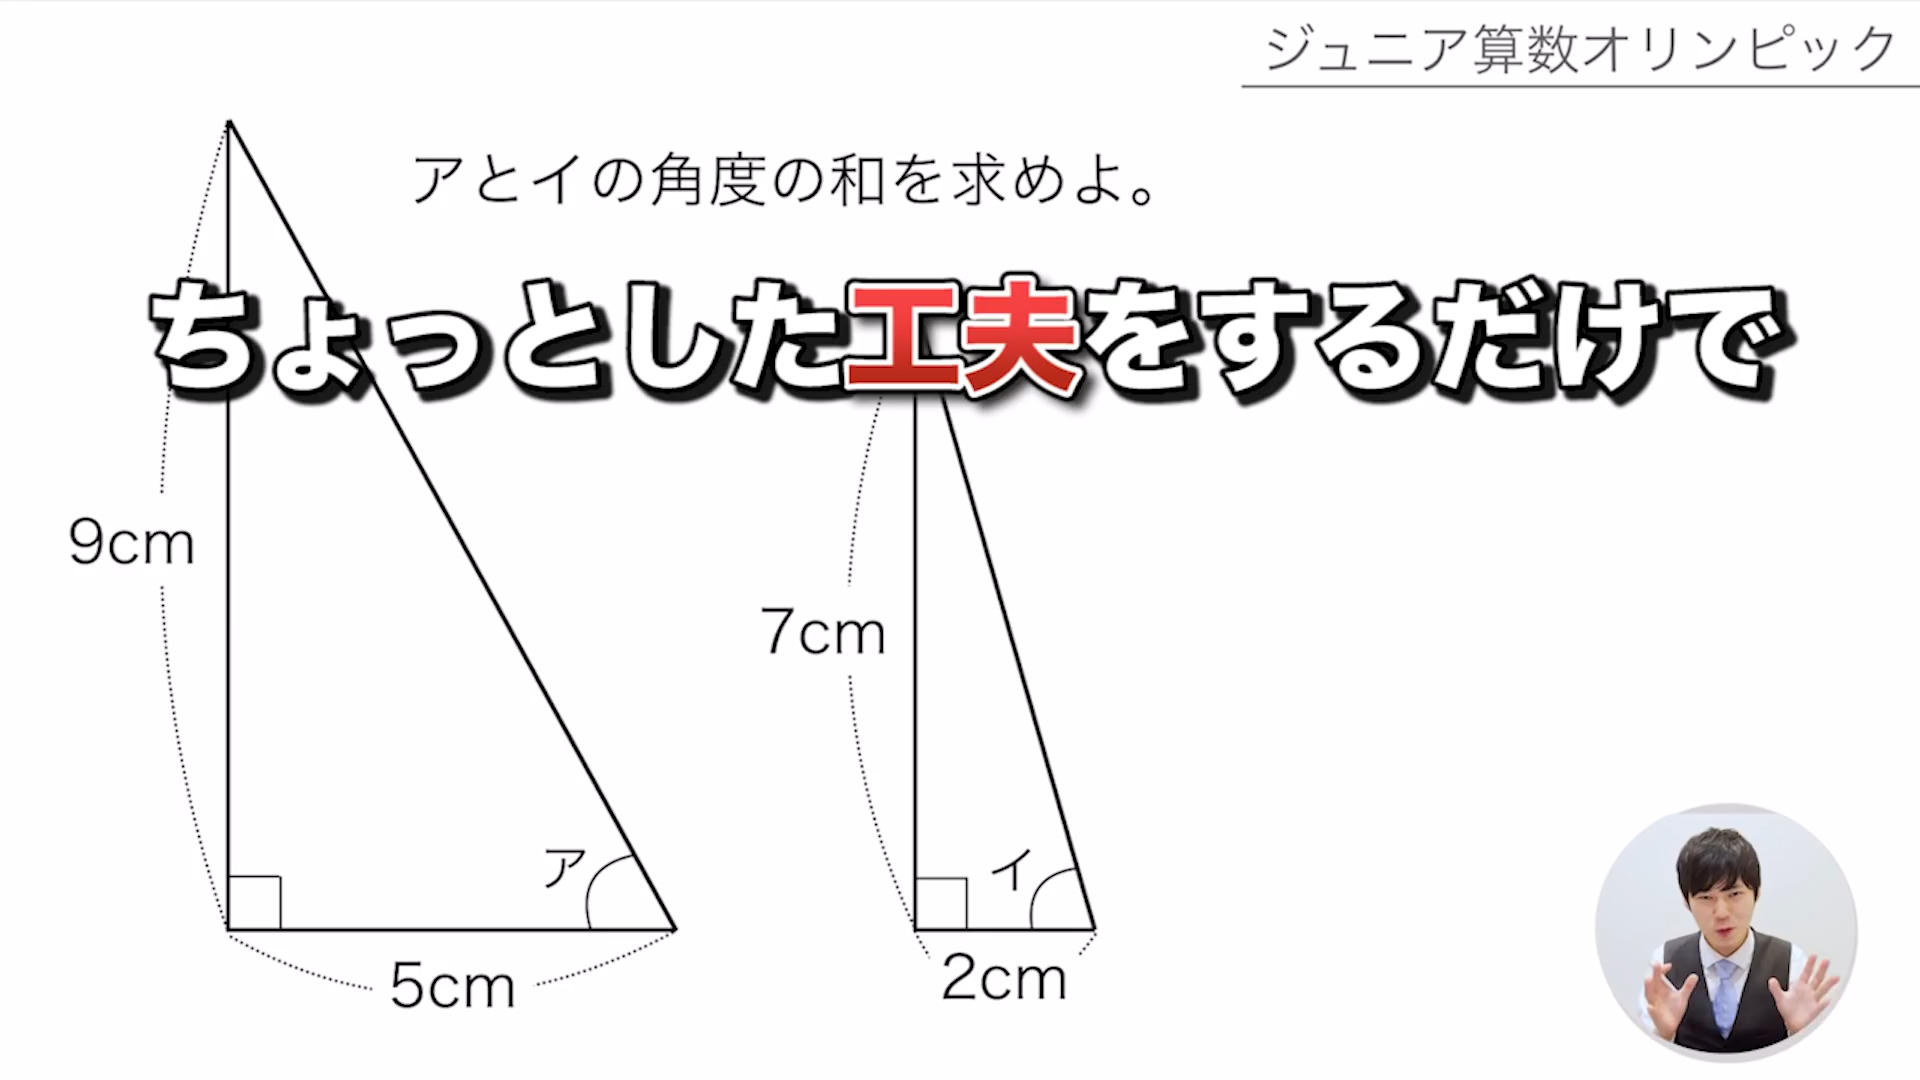 ジュニア算数オリンピック
アとイの角度の和を求めよ。
ちょっとした工夫をするだけで
9cm
7cm
ア
イ
5cm
2cm